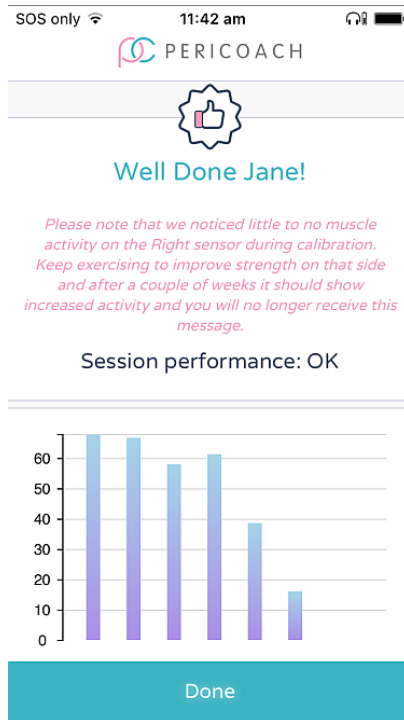 SOS only 11:42 am
PERICOACH
Well Done Jane!
Please note that we noticed little to no muscle
activity on the Right sensor during calibration.
Keep exercising to improve strength on that side
and after a couple of weeks it should show
increased activity and you will no longer receive this
message.
Session performance: OK
60
50
40
30
20
10
0
Done